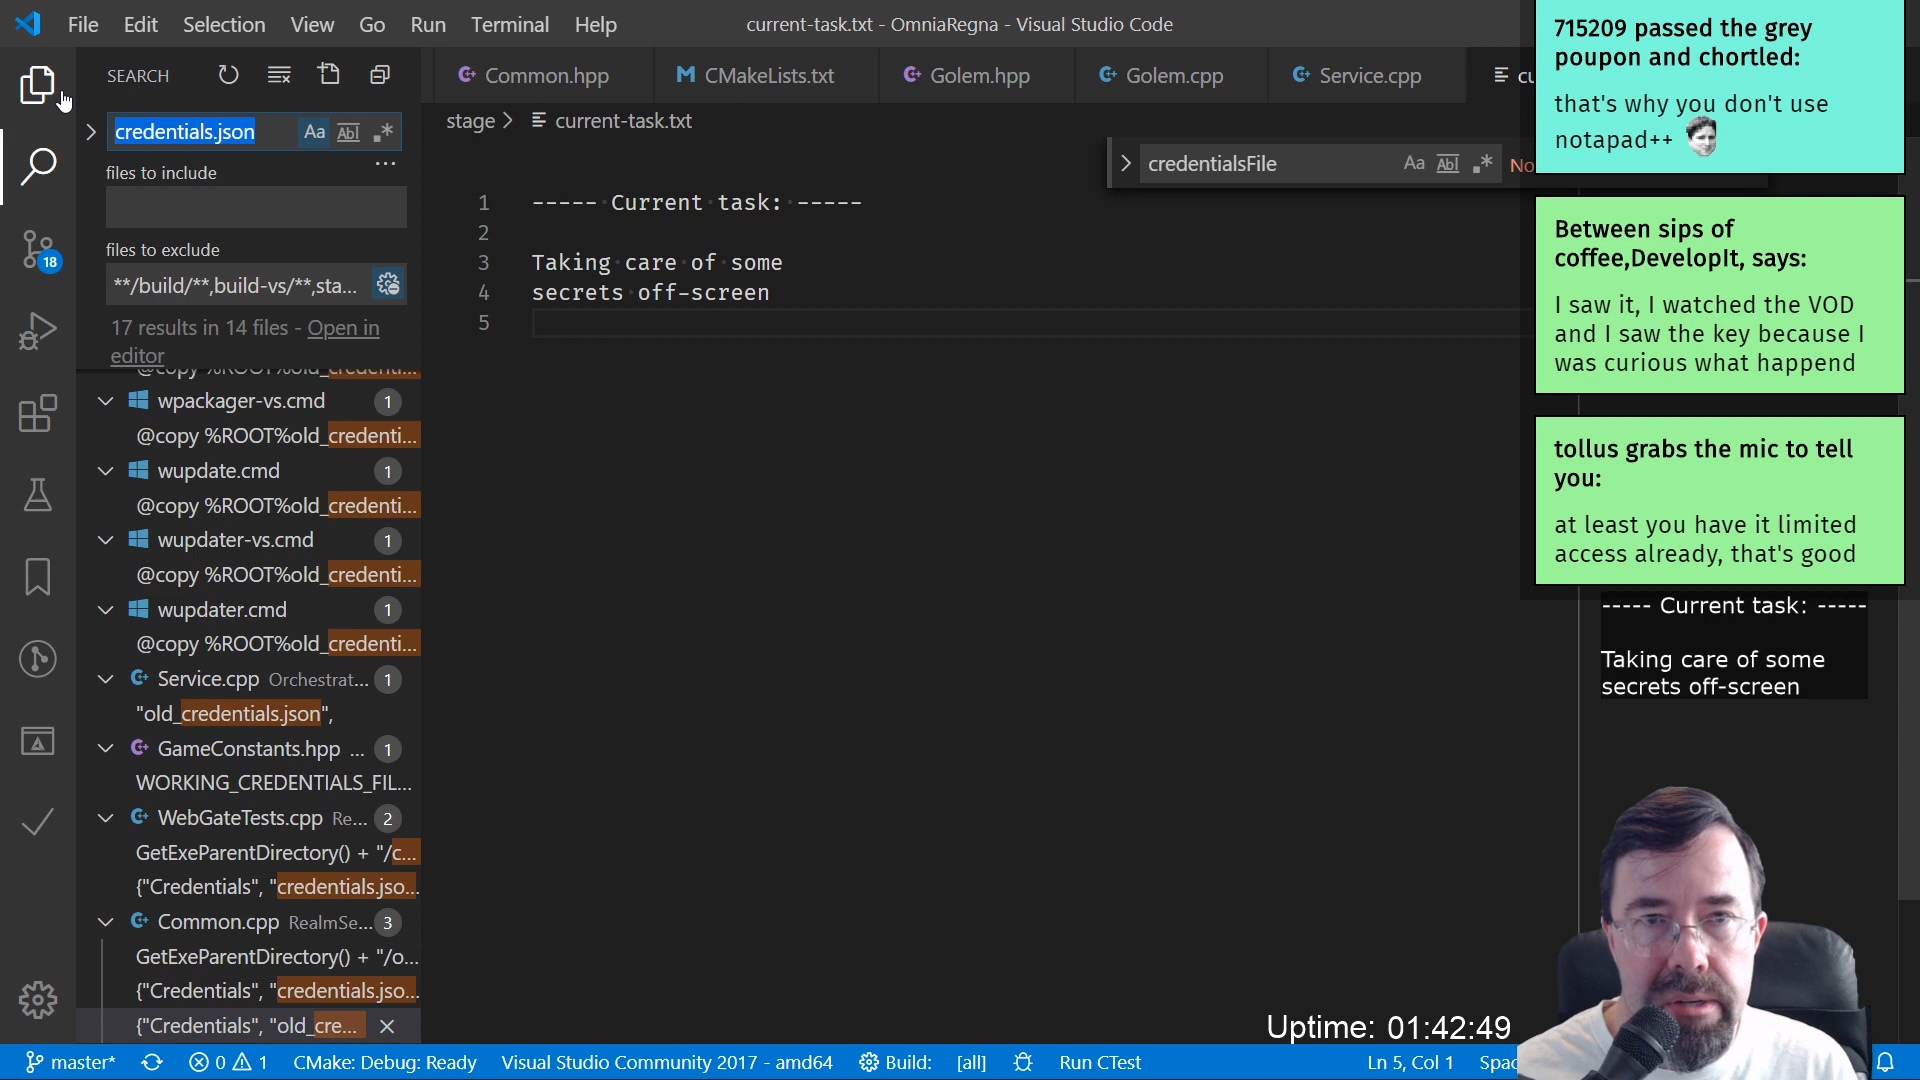 File Edit Selection View Go Run Terminal Help
current-task.txt - OmniaRegna - Visual Studio Code
SEARCH
credentials.json
Aa Abl .*
files to include
files to exclude
**/build/**,build-vs/**,sta...
17 results in 14 files - Open in
editor
wpackager-vs.cmd 1
@copy %ROOT%old_credenti...
wupdate.cmd 1
@copy %ROOT%old_credenti...
wupdater-vs.cmd 1
@copy %ROOT%old_credenti...
wupdater.cmd 1
@copy %ROOT%old_credenti...
Service.cpp Orchestrat... 1
"old_credentials.json",
GameConstants.hpp ... 1
WORKING_CREDENTIALS_FIL...
WebGateTests.cpp Re... 2
GetExeParentDirectory() + "/c...
{"Credentials", "credentials.jso...
Common.cpp RealmSe... 3
GetExeParentDirectory() + "/o...
{"Credentials", "credentials.jso...
{"Credentials", "old_cre...
18
Common.hpp
CMakeLists.txt
Golem.hpp
Golem.cpp
Service.cpp
cu
stage > current-task.txt
credentialsFile
Aa Abl .*
No
1 ----- Current task: -----
2
3 Taking care of some
4 secrets off-screen
5
715209 passed the grey
poupon and chortled:
that's why you don't use
notapad++
Between sips of
coffee,DevelopIt, says:
I saw it, I watched the VOD
and I saw the key because I
was curious what happend
tollus grabs the mic to tell
you:
at least you have it limited
access already, that's good
----- Current task: -----
Taking care of some
secrets off-screen
Uptime: 01:42:49
master* 0 1 CMake: Debug: Ready Visual Studio Community 2017 - amd64 Build: [all] Run CTest Ln 5, Col 1 Spac